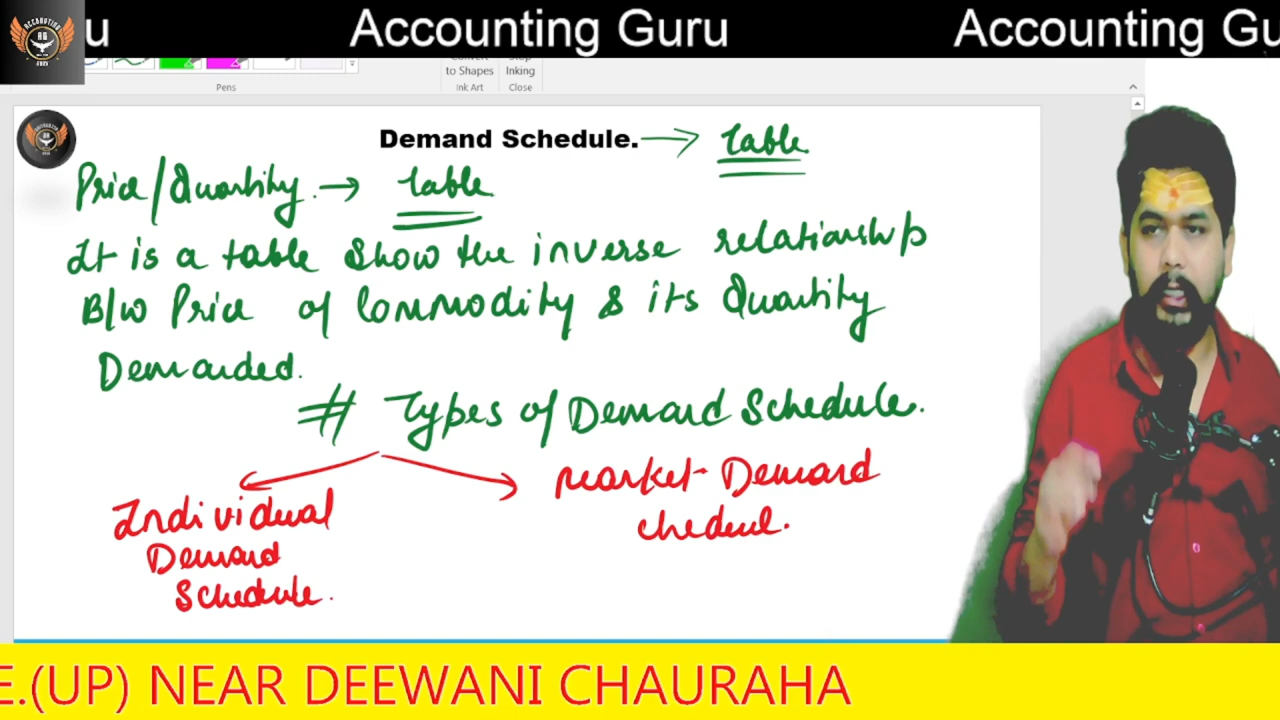 Accounting Guru
Accounting Gu
u
to Shapes
Inking
Pens
Ink Art
Close
Demand Schedule. → table
Price/Quantity. → table
It is a table show the inverse relationship
B/w Price of Commodity & its Quantity
Demanded.
# Types of Demand Schedule.
Individual
Demand
Schedule.
Market Demand
chedul.
E.(UP) NEAR DEEWANI CHAURAHA